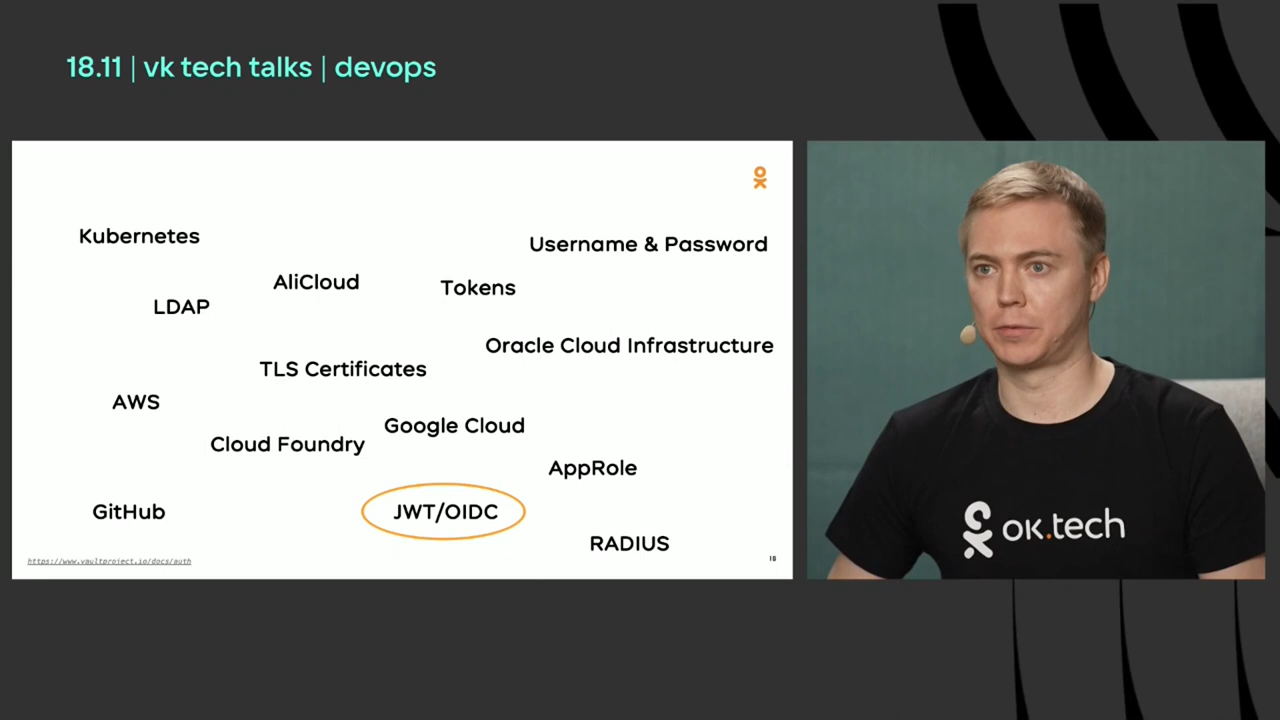 18.11 | vk tech talks | devops
Kubernetes
Username & Password
AliCloud
Tokens
LDAP
Oracle Cloud Infrastructure
TLS Certificates
AWS
Google Cloud
Cloud Foundry
AppRole
GitHub
JWT/OIDC
RADIUS
https://www.vaultproject.io/docs/auth
18
ok.tech